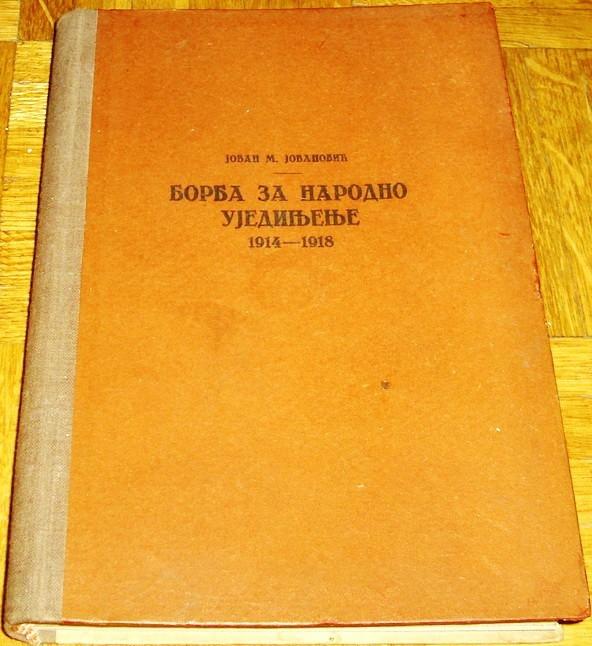 ЈОВАН М. ЈОВАНОВИЋ
БОРБА ЗА НАРОДНО
УЈЕДИЊЕЊЕ
1914—1918